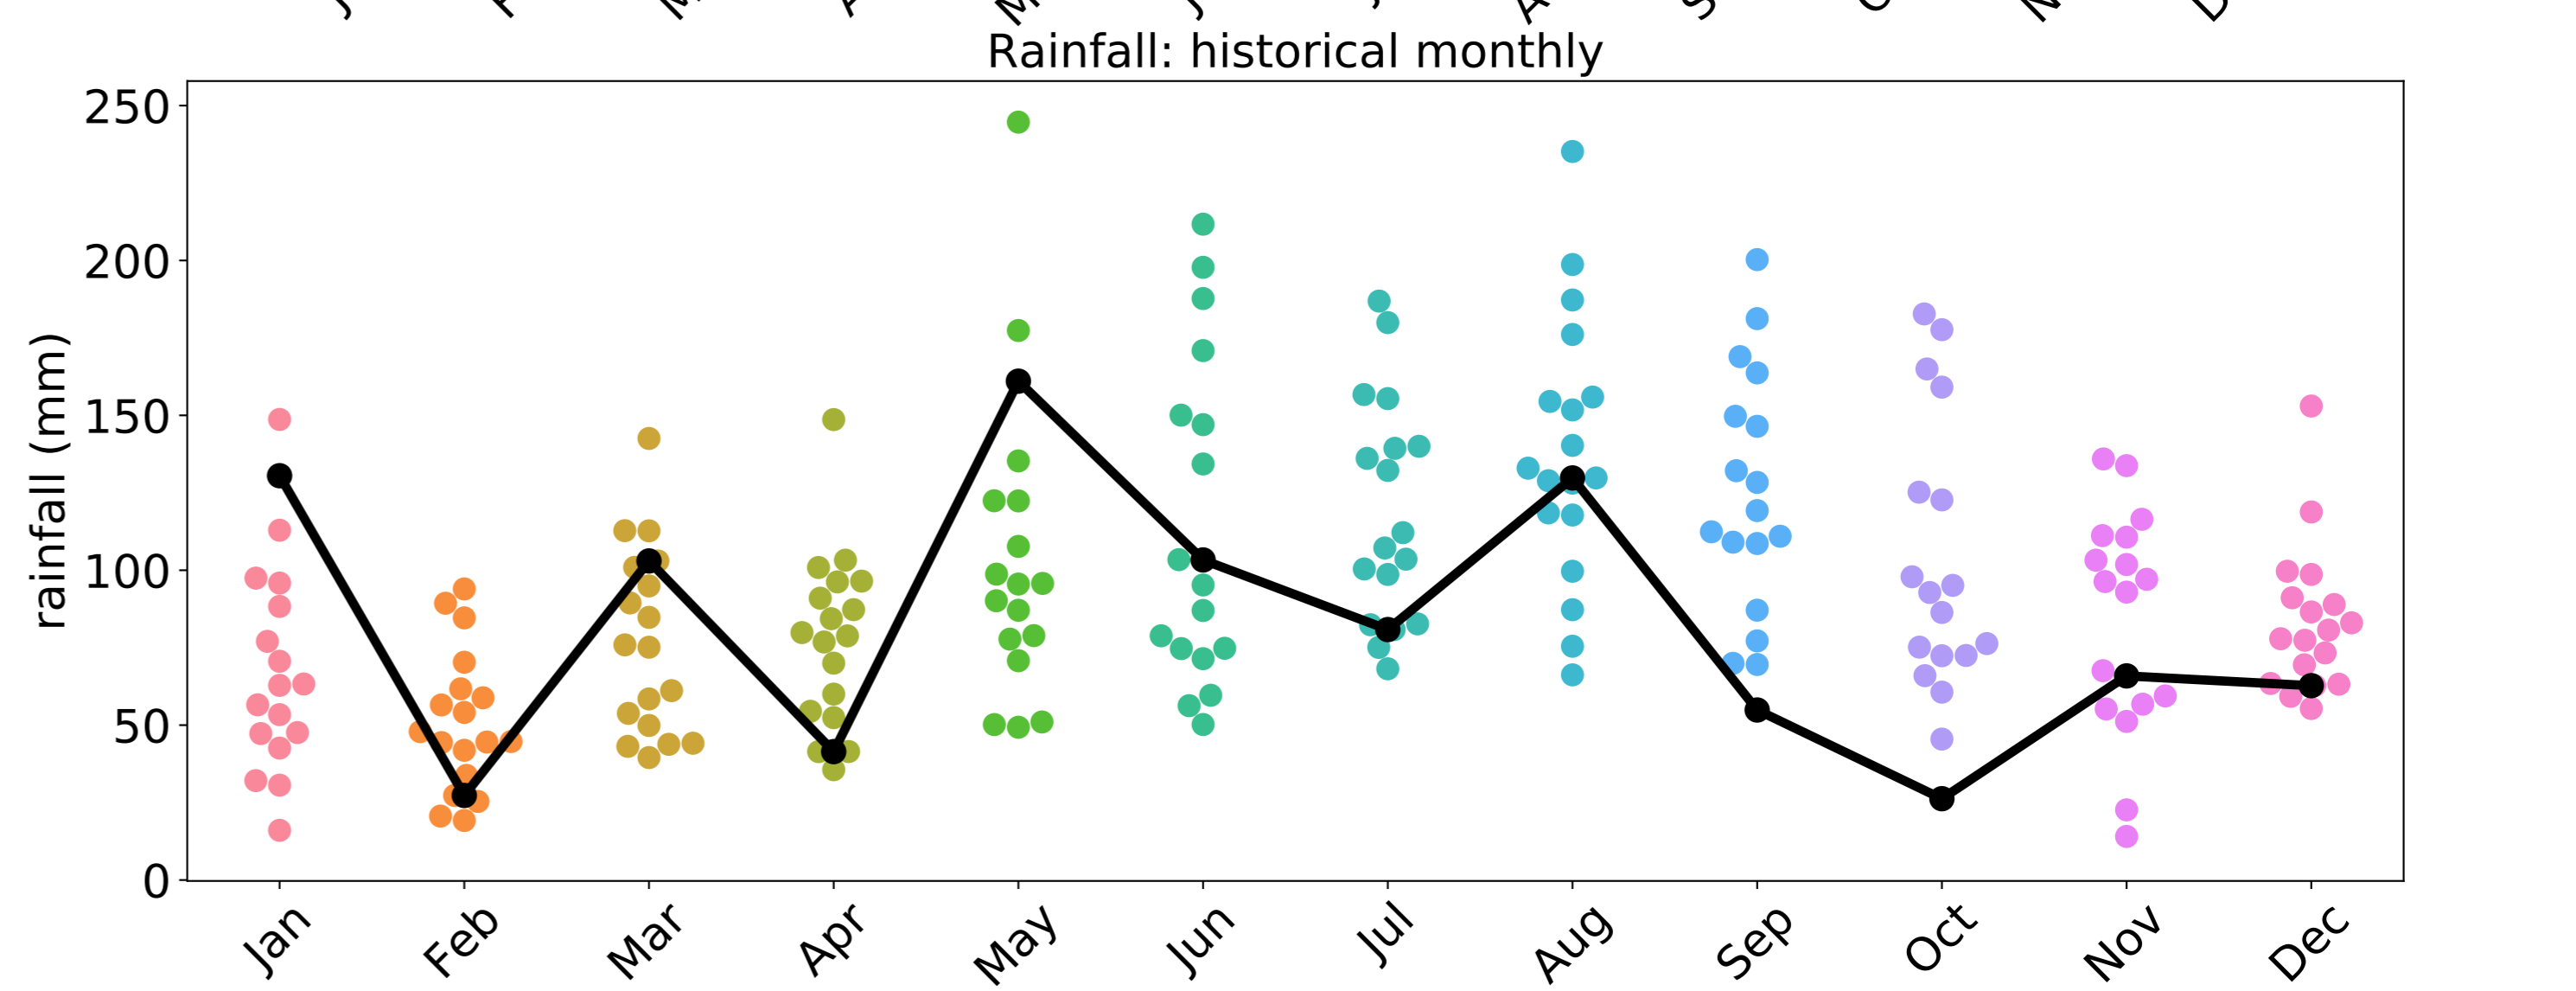 Rainfall: historical monthly
rainfall (mm)
250
200
150
100
50
0
Jan
Feb
Mar
Apr
May
Jun
Jul
Aug
Sep
Oct
Nov
Dec